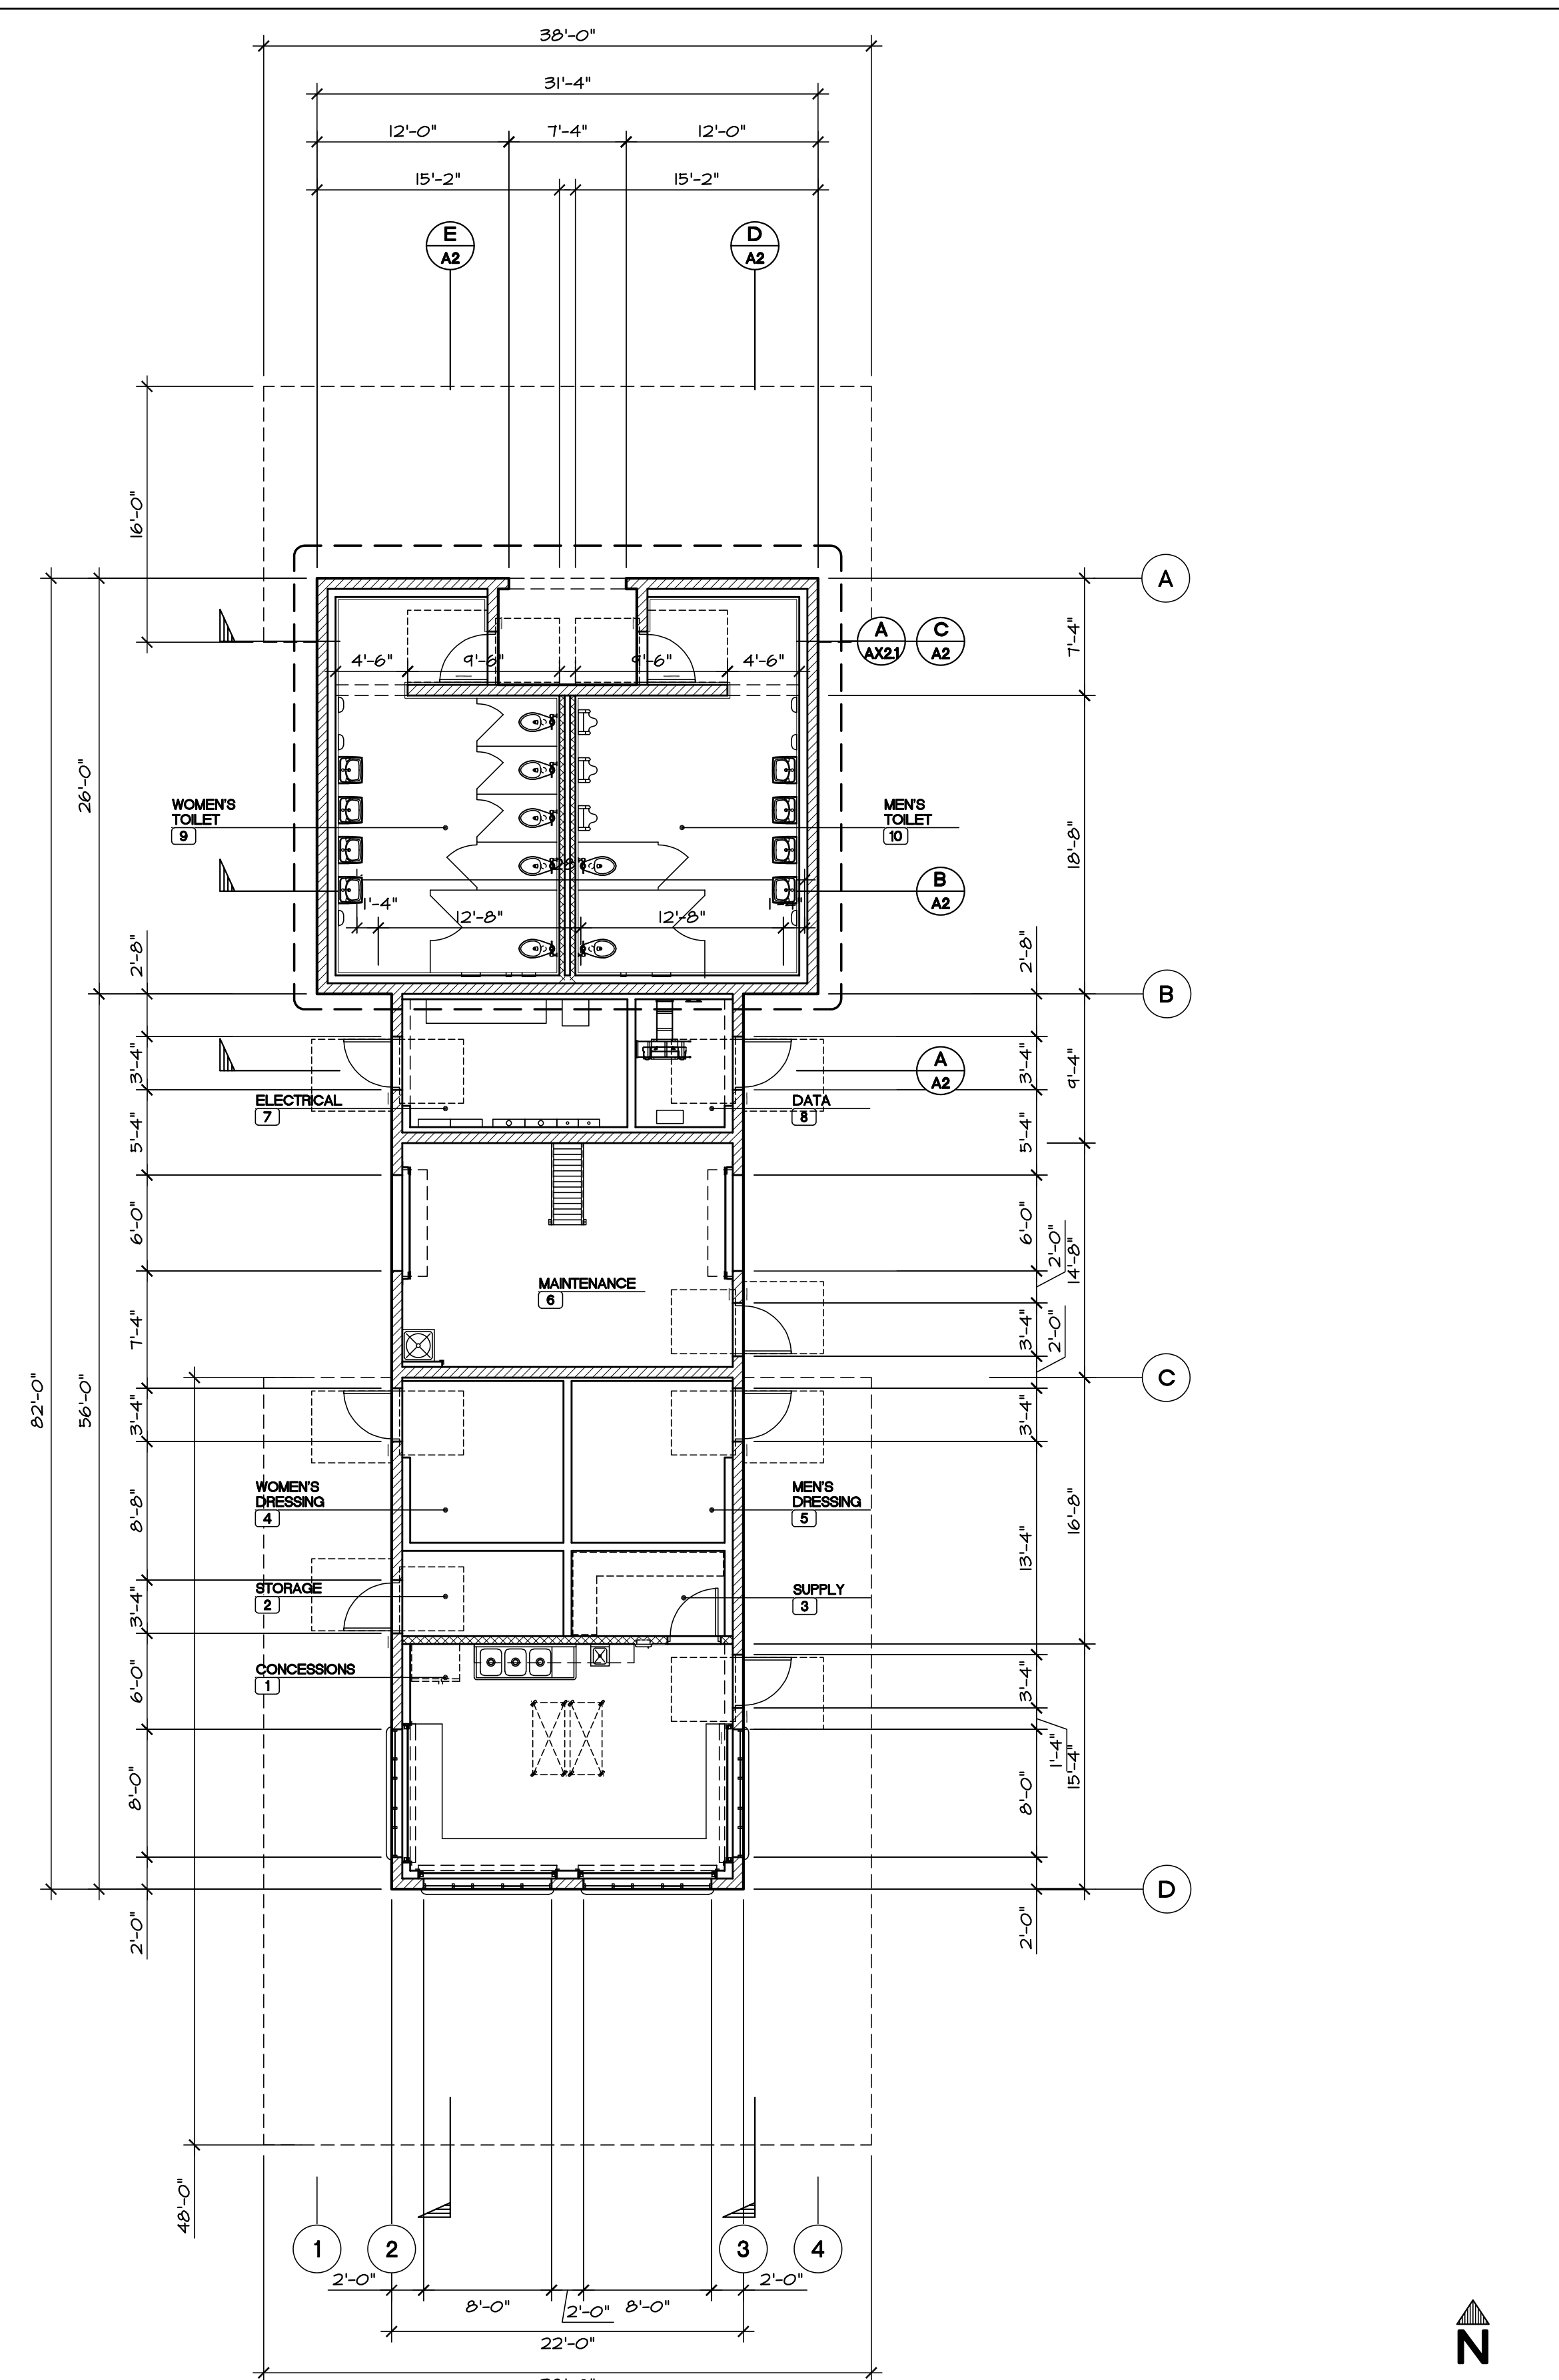 38'-0"
31'-4"
12'-0" 7'-4" 12'-0"
15'-2" 15'-2"
E
A2
D
A2
16'-0"
A
A
AX2.1
C
A2
7'-4"
4'-6" 9'-6" 9'-6" 4'-6"
26'-0"
WOMEN'S
TOILET
9
MEN'S
TOILET
10
18'-8"
B
A2
1'-4" 12'-8" 12'-8" 1'-4"
2'-8" 2'-8"
B
3'-4" 3'-4" 9'-4"
A
A2
ELECTRICAL
7
DATA
8
5'-4" 5'-4"
6'-0" 6'-0" 2'-0" 14'-8"
MAINTENANCE
6
7'-4" 3'-4" 2'-0"
82'-0" 56'-0"
C
3'-4" 3'-4"
WOMEN'S
DRESSING
4
MEN'S
DRESSING
5
8'-8" 13'-4" 16'-8"
STORAGE
2
SUPPLY
3
3'-4"
CONCESSIONS
1
6'-0" 3'-4"
1'-4" 15'-4"
8'-0" 8'-0"
D
2'-0" 2'-0"
48'-0"
1 2 3 4
2'-0" 2'-0"
8'-0" 2'-0" 8'-0"
22'-0"
N